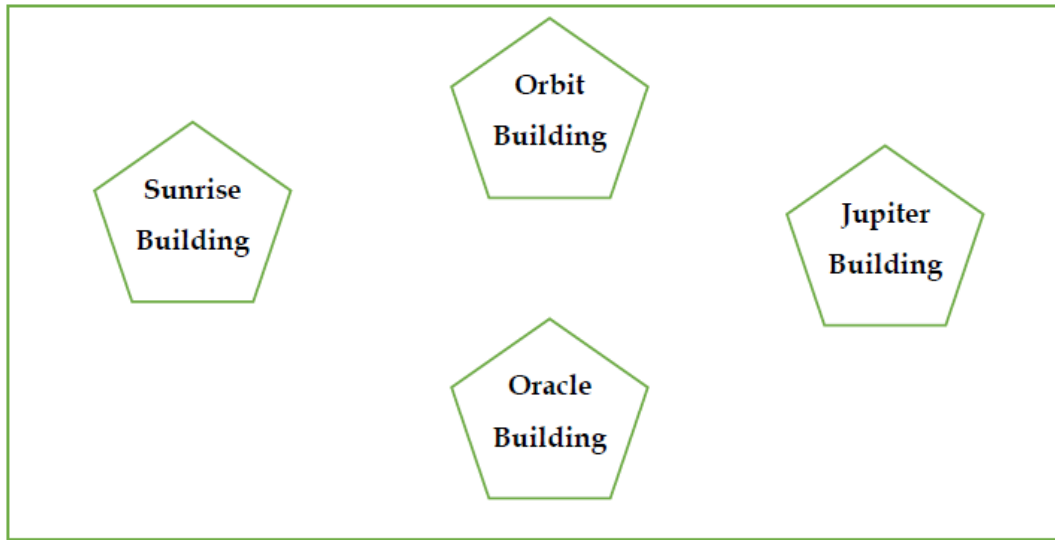 Orbit
Building
Sunrise
Building
Jupiter
Building
Oracle
Building